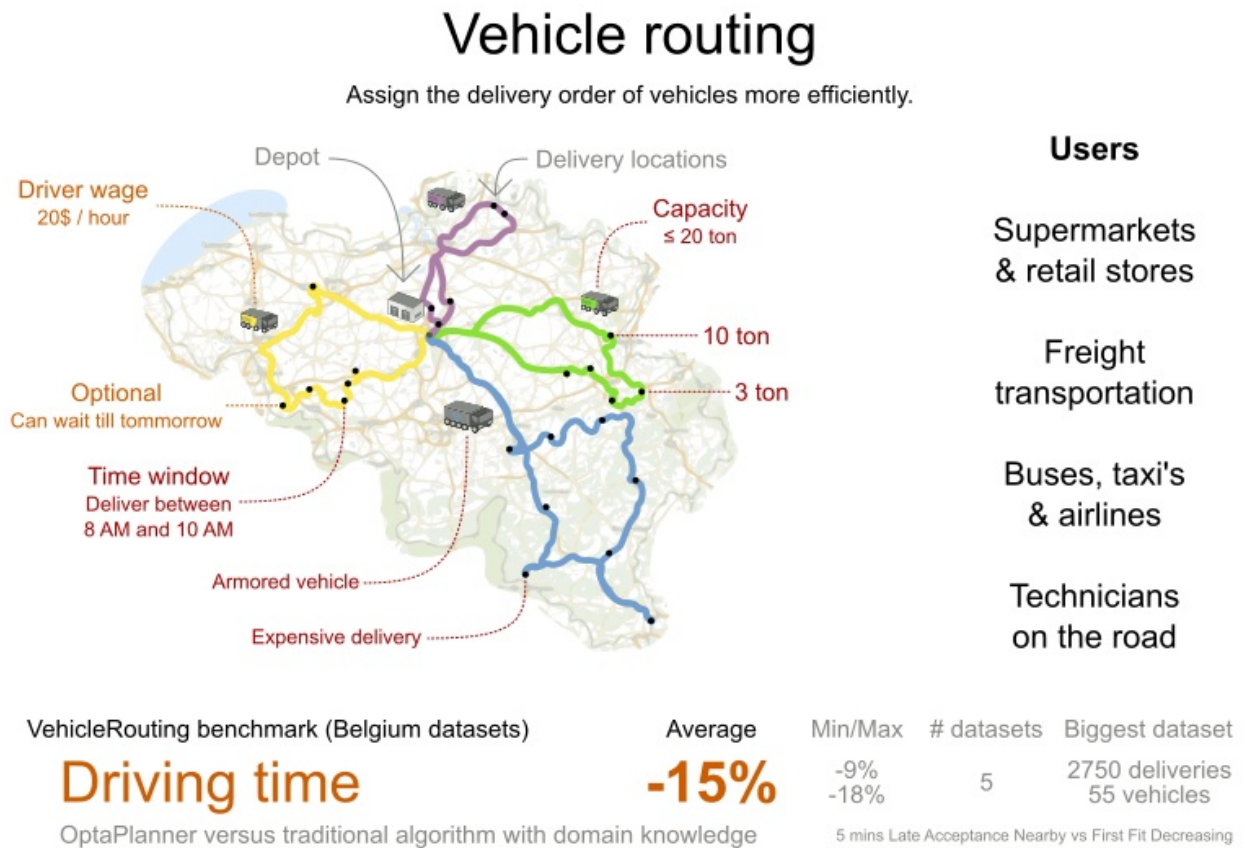 Vehicle routing
Assign the delivery order of vehicles more efficiently.
Depot
Delivery locations
Driver wage
20$ / hour
Capacity
≤ 20 ton
10 ton
3 ton
Optional
Can wait till tommorrow
Time window
Deliver between
8 AM and 10 AM
Armored vehicle
Expensive delivery
Users
Supermarkets
& retail stores
Freight
transportation
Buses, taxi's
& airlines
Technicians
on the road
VehicleRouting benchmark (Belgium datasets)
Average
Min/Max
# datasets
Biggest dataset
Driving time
-15%
-9%
-18%
5
2750 deliveries
55 vehicles
OptaPlanner versus traditional algorithm with domain knowledge
5 mins Late Acceptance Nearby vs First Fit Decreasing